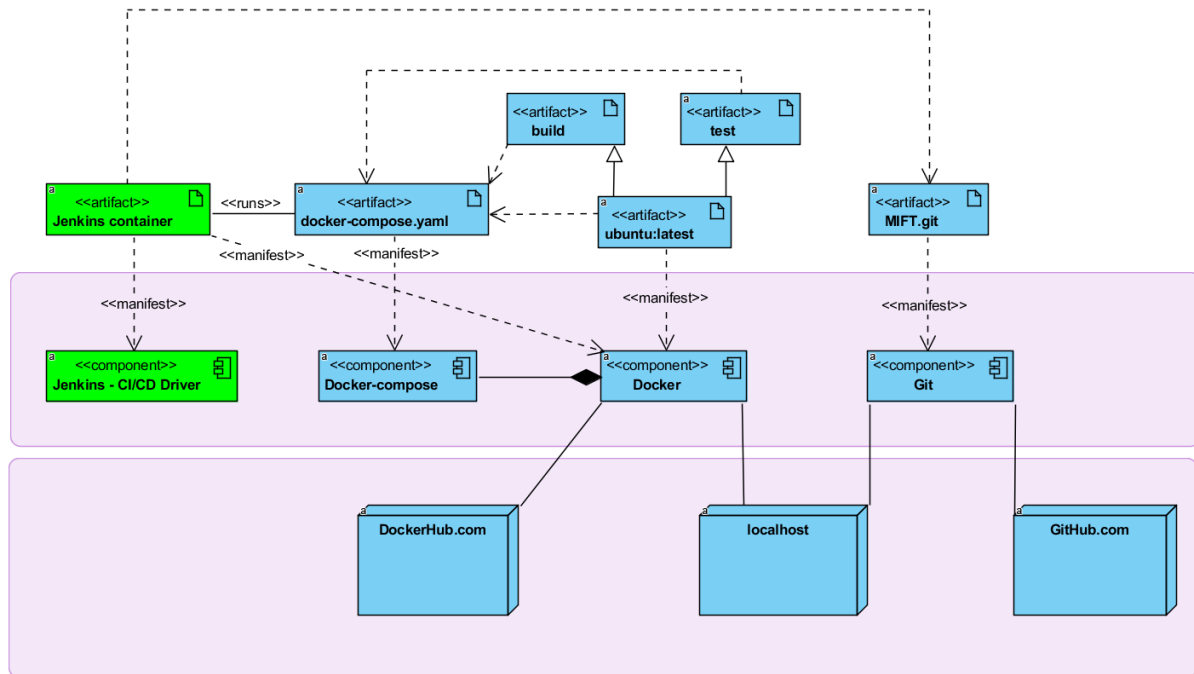 a
<<artifact>>
build
a
<<artifact>>
test
a
<<artifact>>
Jenkins container
<<runs>>
a
<<artifact>>
docker-compose.yaml
a
<<artifact>>
ubuntu:latest
a
<<artifact>>
MIFT.git
<<manifest>>
<<manifest>>
<<manifest>>
<<manifest>>
<<manifest>>
a
<<component>>
Jenkins - CI/CD Driver
a
<<component>>
Docker-compose
a
<<component>>
Docker
a
<<component>>
Git
a
DockerHub.com
a
localhost
a
GitHub.com